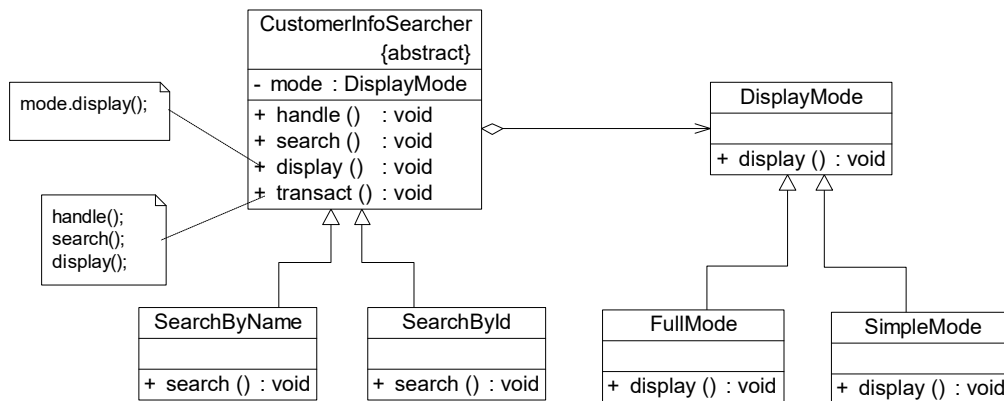 CustomerInfoSearcher
{abstract}
- mode : DisplayMode
+ handle () : void
+ search () : void
+ display () : void
+ transact () : void
mode.display();
handle();
search();
display();
DisplayMode
+ display () : void
SearchByName
+ search () : void
SearchById
+ search () : void
FullMode
+ display () : void
SimpleMode
+ display () : void